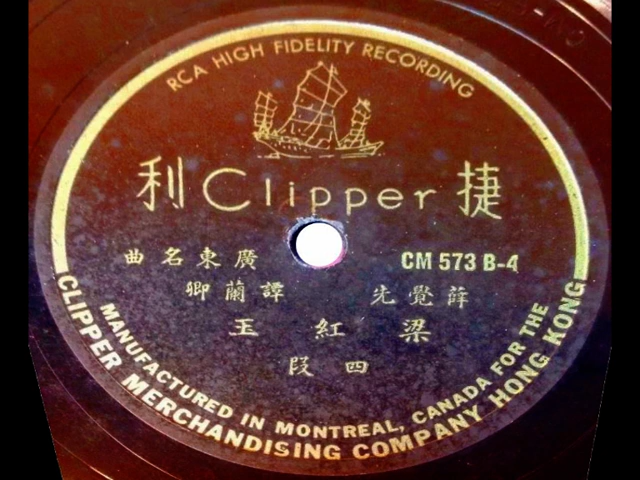 RCA HIGH FIDELITY RECORDING
捷 Clipper 利
廣東名曲
CM 573 B-4
薛覺先 譚蘭卿
梁紅玉
四段
MANUFACTURED IN MONTREAL, CANADA FOR THE
CLIPPER MERCHANDISING COMPANY HONG KONG